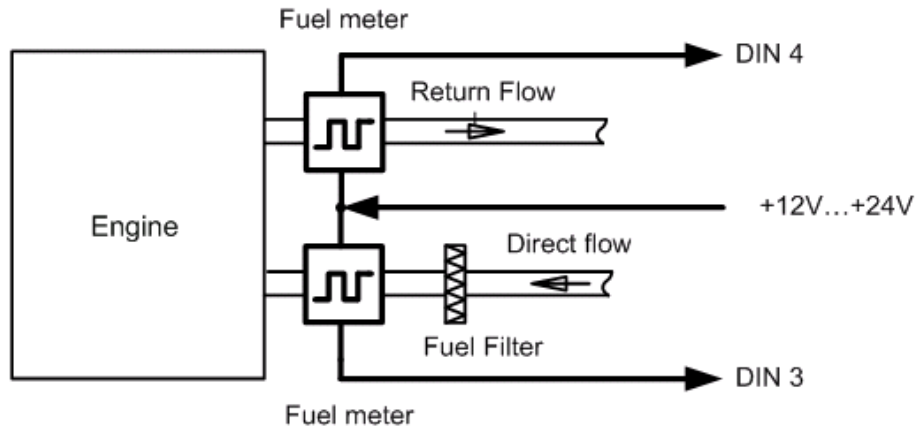 Fuel meter
DIN 4
Return Flow
+12V...+24V
Engine
Direct flow
Fuel Filter
DIN 3
Fuel meter